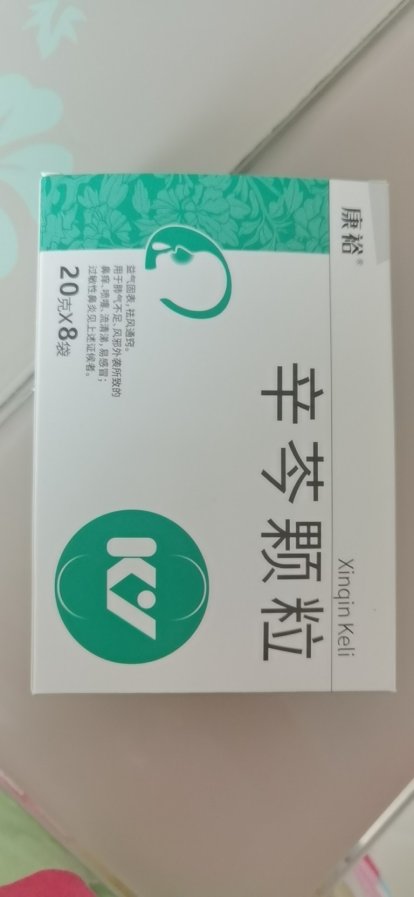 康裕®
Xinqin Keli
辛芩颗粒
益气固表,祛风通窍。
用于肺气不足、风邪外袭所致的
鼻痒、喷嚏、流清涕,易感冒;
过敏性鼻炎见上述证候者。
20克X8袋